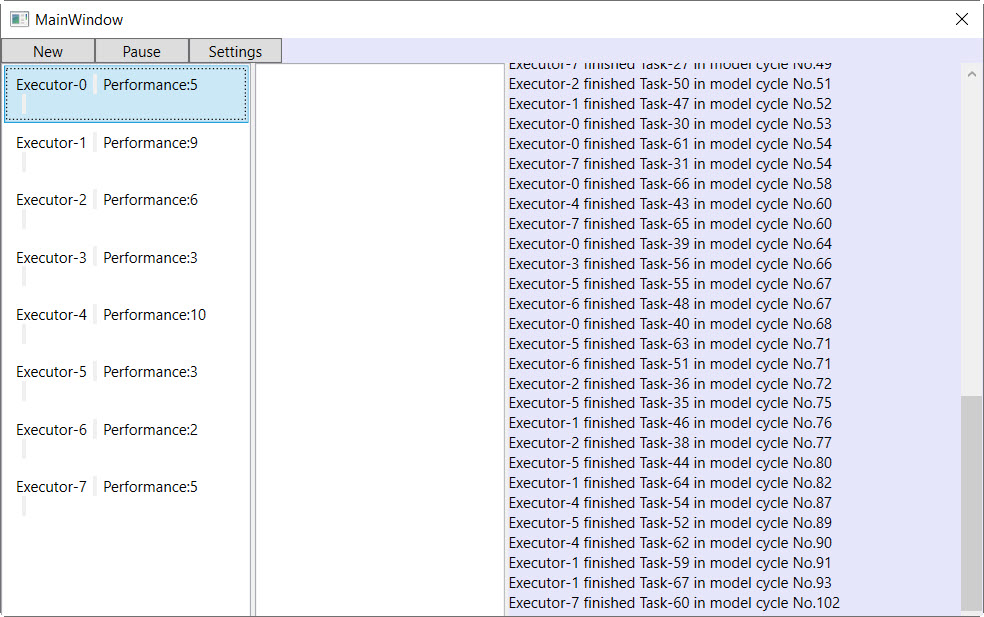 MainWindow
New Pause Settings
Executor-0 Performance:5
Executor-1 Performance:9
Executor-2 Performance:6
Executor-3 Performance:3
Executor-4 Performance:10
Executor-5 Performance:3
Executor-6 Performance:2
Executor-7 Performance:5
Executor-7 finished Task-27 in model cycle No.49
Executor-2 finished Task-50 in model cycle No.51
Executor-1 finished Task-47 in model cycle No.52
Executor-0 finished Task-30 in model cycle No.53
Executor-0 finished Task-61 in model cycle No.54
Executor-7 finished Task-31 in model cycle No.54
Executor-0 finished Task-66 in model cycle No.58
Executor-4 finished Task-43 in model cycle No.60
Executor-7 finished Task-65 in model cycle No.60
Executor-0 finished Task-39 in model cycle No.64
Executor-3 finished Task-56 in model cycle No.66
Executor-5 finished Task-55 in model cycle No.67
Executor-6 finished Task-48 in model cycle No.67
Executor-0 finished Task-40 in model cycle No.68
Executor-5 finished Task-63 in model cycle No.71
Executor-6 finished Task-51 in model cycle No.71
Executor-2 finished Task-36 in model cycle No.72
Executor-5 finished Task-35 in model cycle No.75
Executor-1 finished Task-46 in model cycle No.76
Executor-2 finished Task-38 in model cycle No.77
Executor-5 finished Task-44 in model cycle No.80
Executor-1 finished Task-64 in model cycle No.82
Executor-4 finished Task-54 in model cycle No.87
Executor-5 finished Task-52 in model cycle No.89
Executor-4 finished Task-62 in model cycle No.90
Executor-1 finished Task-59 in model cycle No.91
Executor-1 finished Task-67 in model cycle No.93
Executor-7 finished Task-60 in model cycle No.102